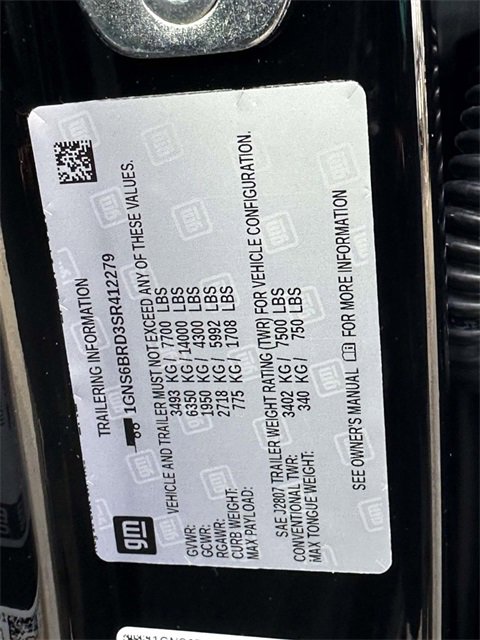 TRAILERING INFORMATION
1GNS6BRD3SR412279
VEHICLE AND TRAILER MUST NOT EXCEED ANY OF THESE VALUES.
GVWR: 3493 KG / 7700 LBS
GCWR: 6350 KG / 14000 LBS
RGAWR: 1950 KG / 4300 LBS
CURB WEIGHT: 2718 KG / 5992 LBS
MAX PAYLOAD: 775 KG / 1708 LBS
SAE J2807 TRAILER WEIGHT RATING (TWR) FOR VEHICLE CONFIGURATION.
CONVENTIONAL TWR: 3402 KG / 7500 LBS
MAX TONGUE WEIGHT: 340 KG / 750 LBS
SEE OWNER'S MANUAL FOR MORE INFORMATION
gm